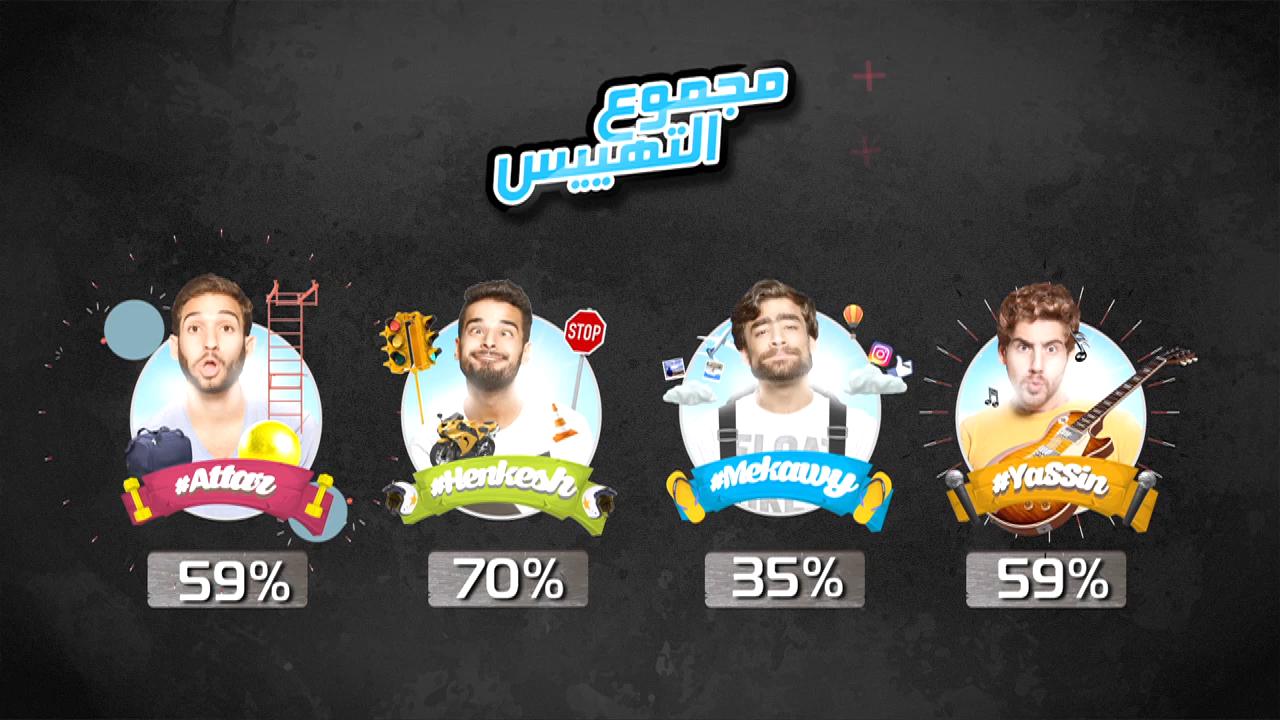 مجموع
التهييس
STOP
#Attar
#Henkesh
#Mekawy
#YaSSin
59%
70%
35%
59%